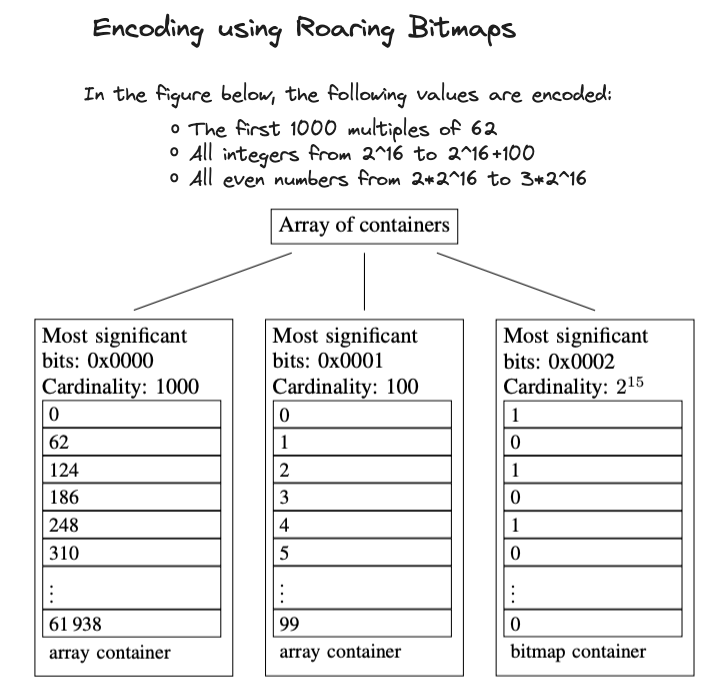 Encoding using Roaring Bitmaps
In the figure below, the following values are encoded:
o The first 1000 multiples of 62
o All integers from 2^16 to 2^16+100
o All even numbers from 2*2^16 to 3*2^16
Array of containers
Most significant
bits: 0x0000
Cardinality: 1000
0
62
124
186
248
310
⋮
61 938
array container
Most significant
bits: 0x0001
Cardinality: 100
0
1
2
3
4
5
⋮
99
array container
Most significant
bits: 0x0002
Cardinality: 2¹⁵
1
0
1
0
1
0
⋮
0
bitmap container